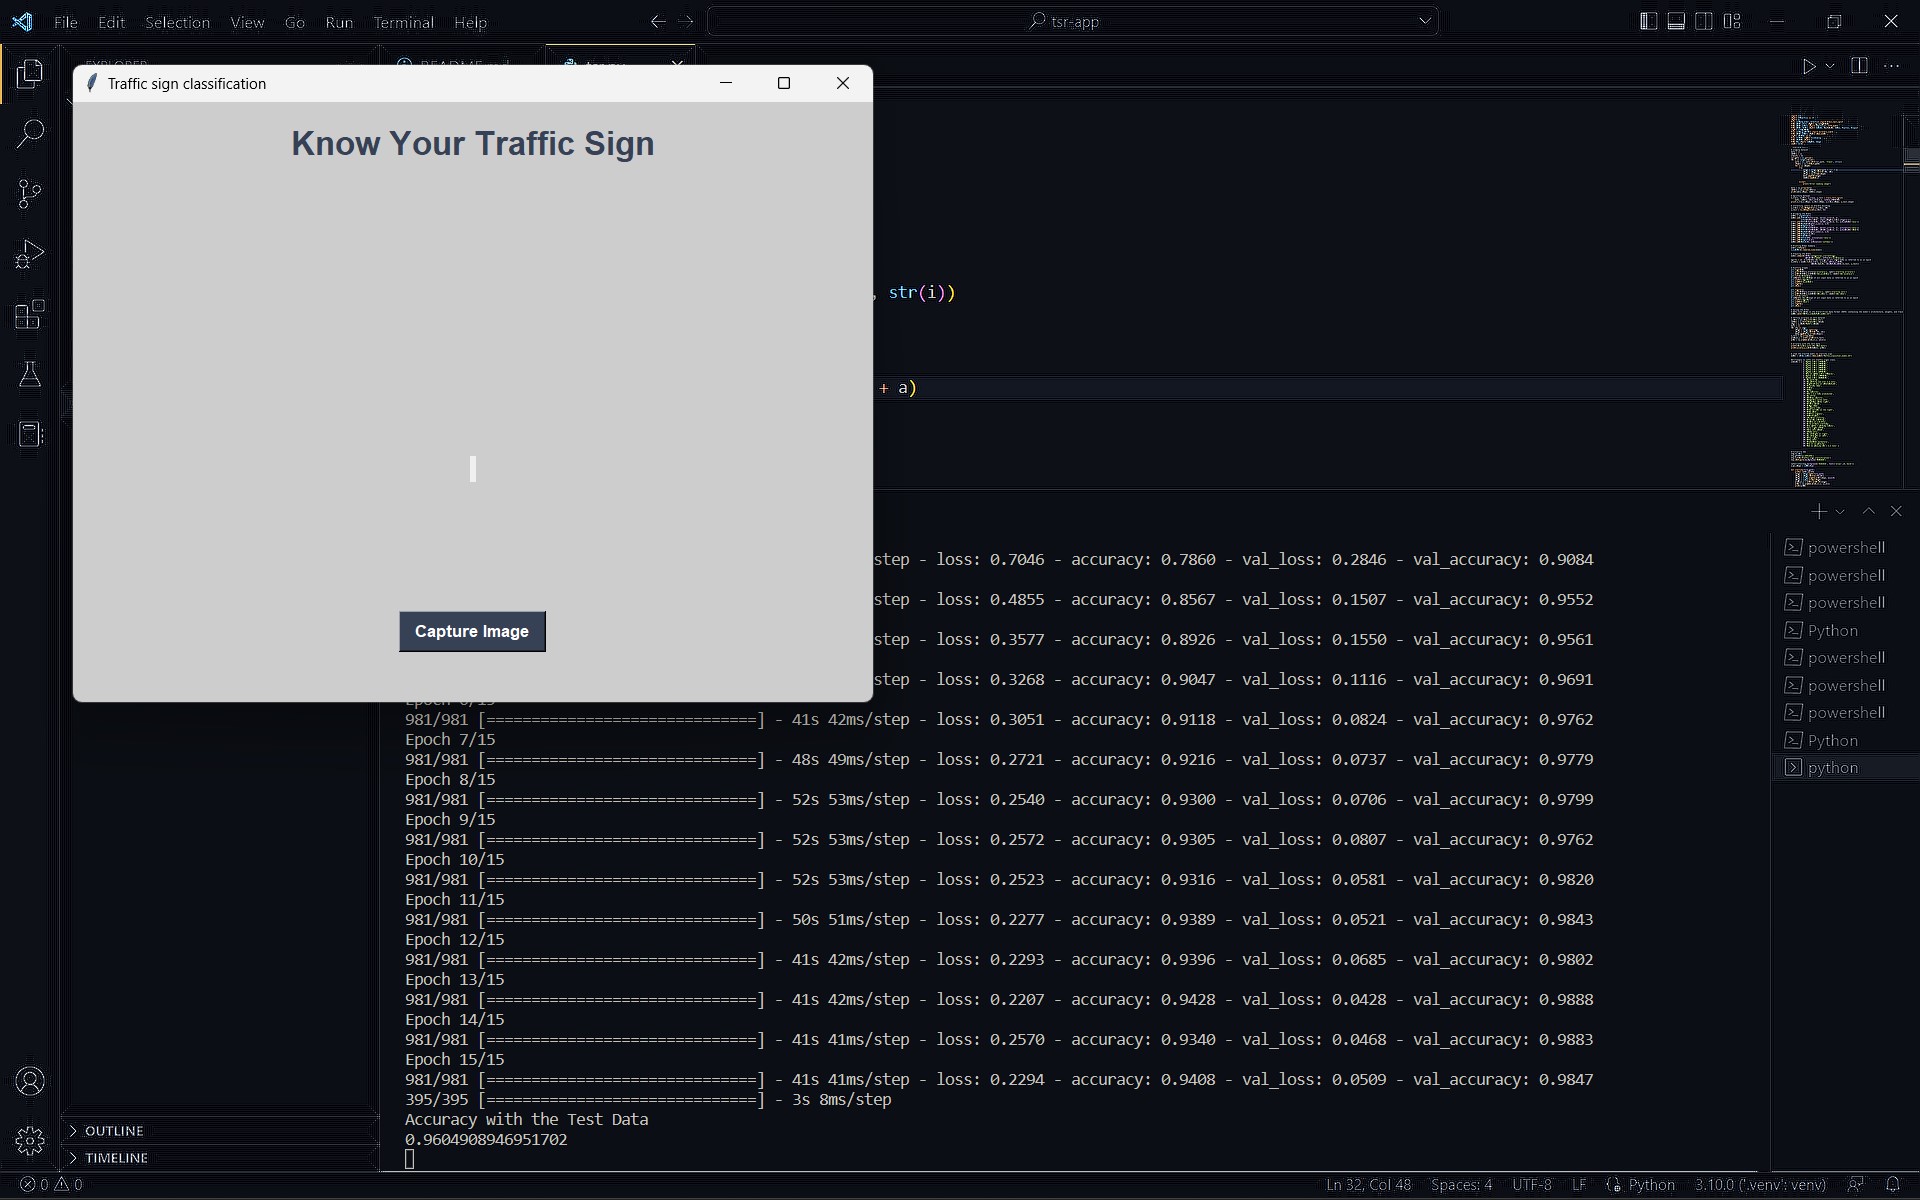 File Edit Selection View Go Run Terminal Help
tsr-app
Traffic sign classification
Know Your Traffic Sign
Capture Image
, str(i))
+ a)
step - loss: 0.7046 - accuracy: 0.7860 - val_loss: 0.2846 - val_accuracy: 0.9084
step - loss: 0.4855 - accuracy: 0.8567 - val_loss: 0.1507 - val_accuracy: 0.9552
step - loss: 0.3577 - accuracy: 0.8926 - val_loss: 0.1550 - val_accuracy: 0.9561
step - loss: 0.3268 - accuracy: 0.9047 - val_loss: 0.1116 - val_accuracy: 0.9691
981/981 [==============================] - 41s 42ms/step - loss: 0.3051 - accuracy: 0.9118 - val_loss: 0.0824 - val_accuracy: 0.9762
Epoch 7/15
981/981 [==============================] - 48s 49ms/step - loss: 0.2721 - accuracy: 0.9216 - val_loss: 0.0737 - val_accuracy: 0.9779
Epoch 8/15
981/981 [==============================] - 52s 53ms/step - loss: 0.2540 - accuracy: 0.9300 - val_loss: 0.0706 - val_accuracy: 0.9799
Epoch 9/15
981/981 [==============================] - 52s 53ms/step - loss: 0.2572 - accuracy: 0.9305 - val_loss: 0.0807 - val_accuracy: 0.9762
Epoch 10/15
981/981 [==============================] - 52s 53ms/step - loss: 0.2523 - accuracy: 0.9316 - val_loss: 0.0581 - val_accuracy: 0.9820
Epoch 11/15
981/981 [==============================] - 50s 51ms/step - loss: 0.2277 - accuracy: 0.9389 - val_loss: 0.0521 - val_accuracy: 0.9843
Epoch 12/15
981/981 [==============================] - 41s 42ms/step - loss: 0.2293 - accuracy: 0.9396 - val_loss: 0.0685 - val_accuracy: 0.9802
Epoch 13/15
981/981 [==============================] - 41s 42ms/step - loss: 0.2207 - accuracy: 0.9428 - val_loss: 0.0428 - val_accuracy: 0.9888
Epoch 14/15
981/981 [==============================] - 41s 41ms/step - loss: 0.2570 - accuracy: 0.9340 - val_loss: 0.0468 - val_accuracy: 0.9883
Epoch 15/15
981/981 [==============================] - 41s 41ms/step - loss: 0.2294 - accuracy: 0.9408 - val_loss: 0.0509 - val_accuracy: 0.9847
395/395 [==============================] - 3s 8ms/step
Accuracy with the Test Data
0.9604908946951702
powershell
powershell
powershell
Python
powershell
powershell
powershell
Python
python
OUTLINE
TIMELINE
0 0
Ln 32, Col 48 Spaces: 4 UTF-8 LF Python 3.10.0 ('.venv': venv)